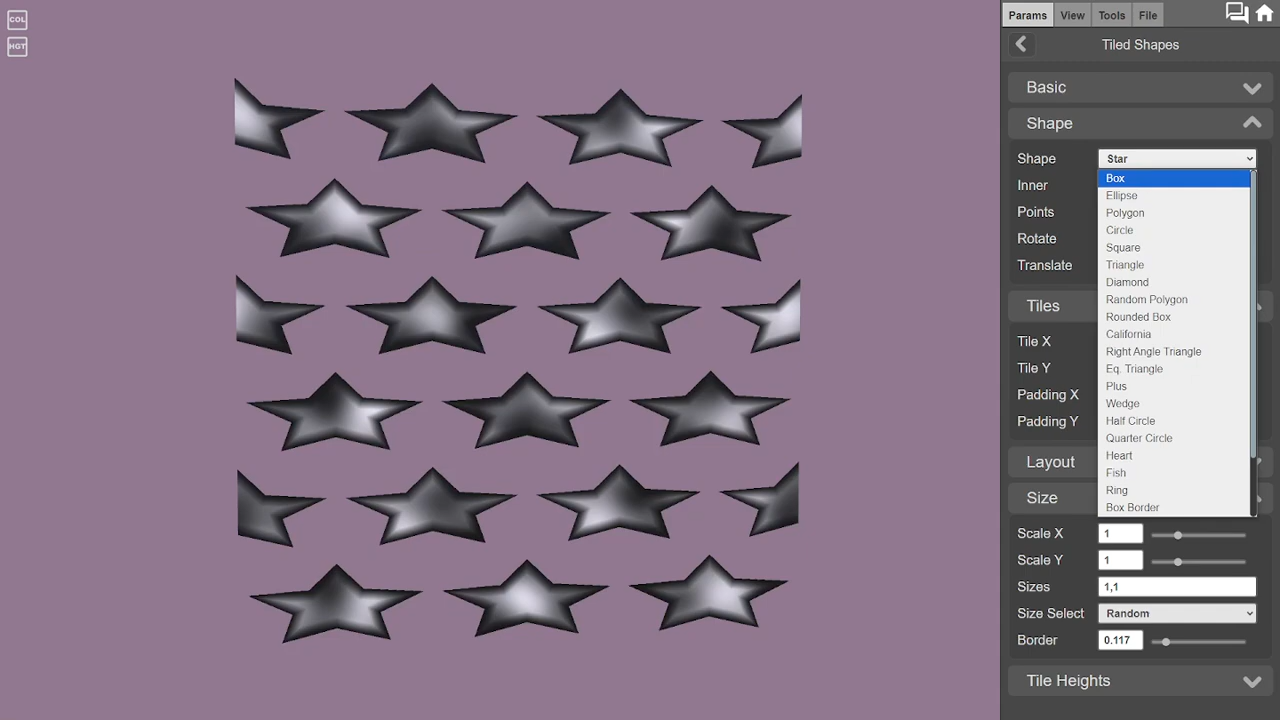 COL
HGT
Params View Tools File
Tiled Shapes
Basic
Shape
Shape Star
Box
Inner
Ellipse
Points
Polygon
Circle
Rotate
Square
Translate
Triangle
Diamond
Random Polygon
Tiles
Rounded Box
California
Tile X
Right Angle Triangle
Tile Y
Eq. Triangle
Plus
Padding X
Wedge
Padding Y
Half Circle
Quarter Circle
Heart
Layout
Fish
Ring
Size
Box Border
Scale X 1
Scale Y 1
Sizes 1,1
Size Select Random
Border 0.117
Tile Heights